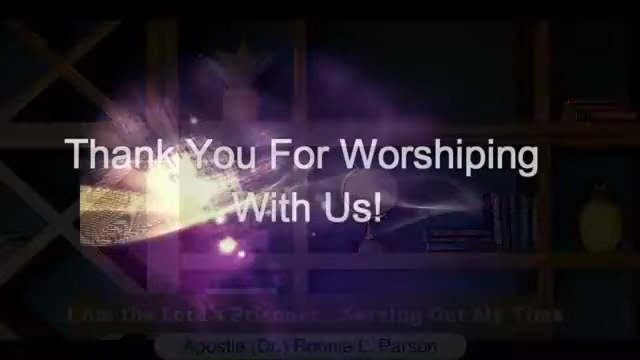 Thank You For Worshiping
With Us!
I Am the Lord's Prisoner Serving Out My Time
Apostle (Dr.) Ronnie L. Parson